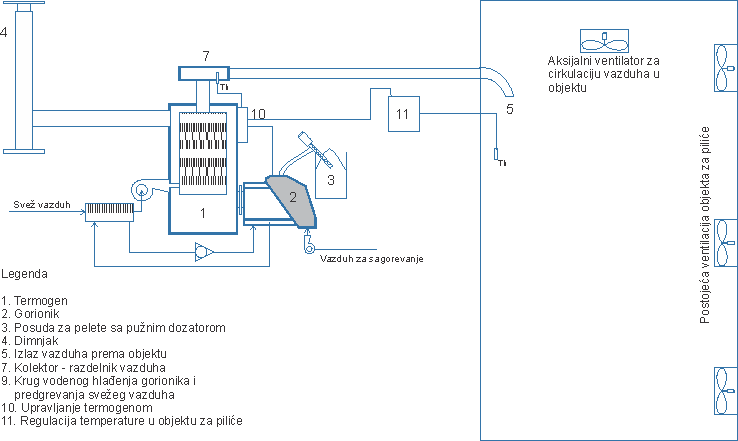 4
7
Th
10
11
5
Aksijalni ventilator za
cirkulaciju vazduha u
objektu
Th
3
2
1
Svež vazduh
Vazduh za sagorevanje
Postojeća ventilacija objekta za piliće
Legenda
1. Termogen
2. Gorionik
3. Posuda za pelete sa pužnim dozatorom
4. Dimnjak
5. Izlaz vazduha prema objektu
7. Kolektor - razdelnik vazduha
9. Krug vodenog hlađenja gorionika i
predgrevanja svežeg vazduha
10. Upravljanje termogenom
11. Regulacija temperature u objektu za piliće